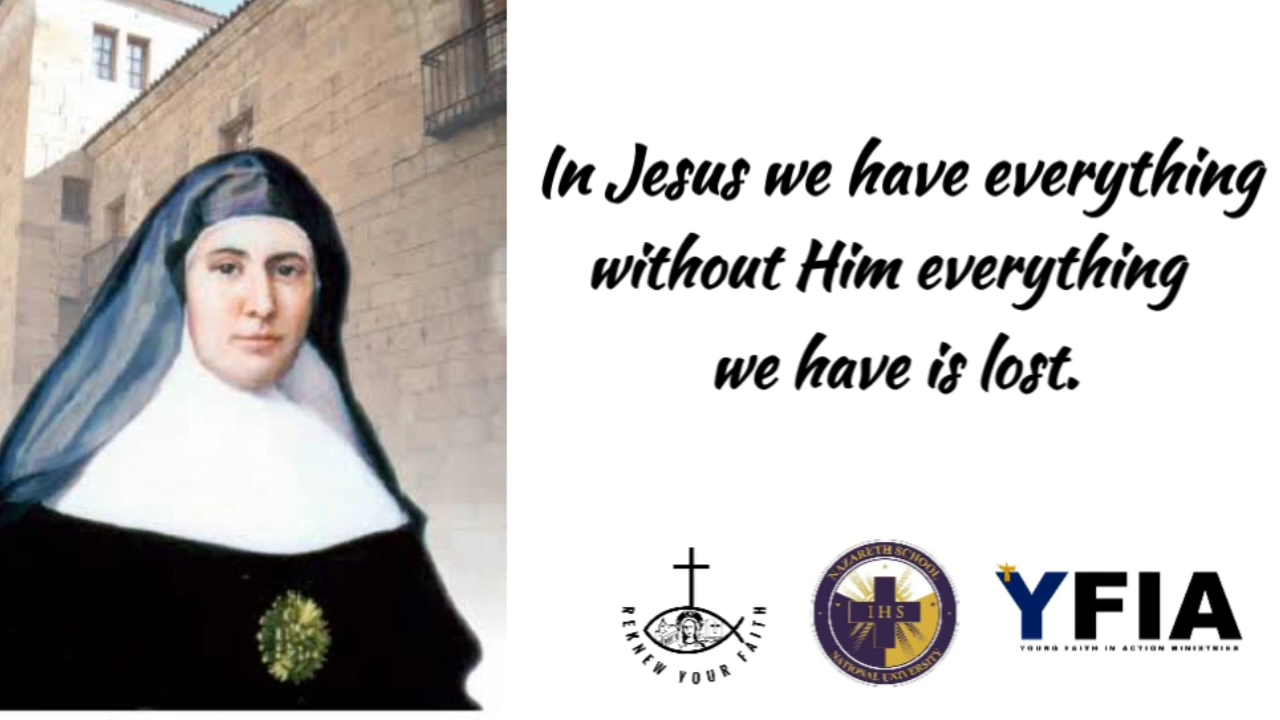 In Jesus we have everything
without Him everything
we have is lost.
REKNEW YOUR FAITH
NAZARETH SCHOOL
IHS
NATIONAL UNIVERSITY
YFIA
YOUNG FAITH IN ACTION MINISTRIES